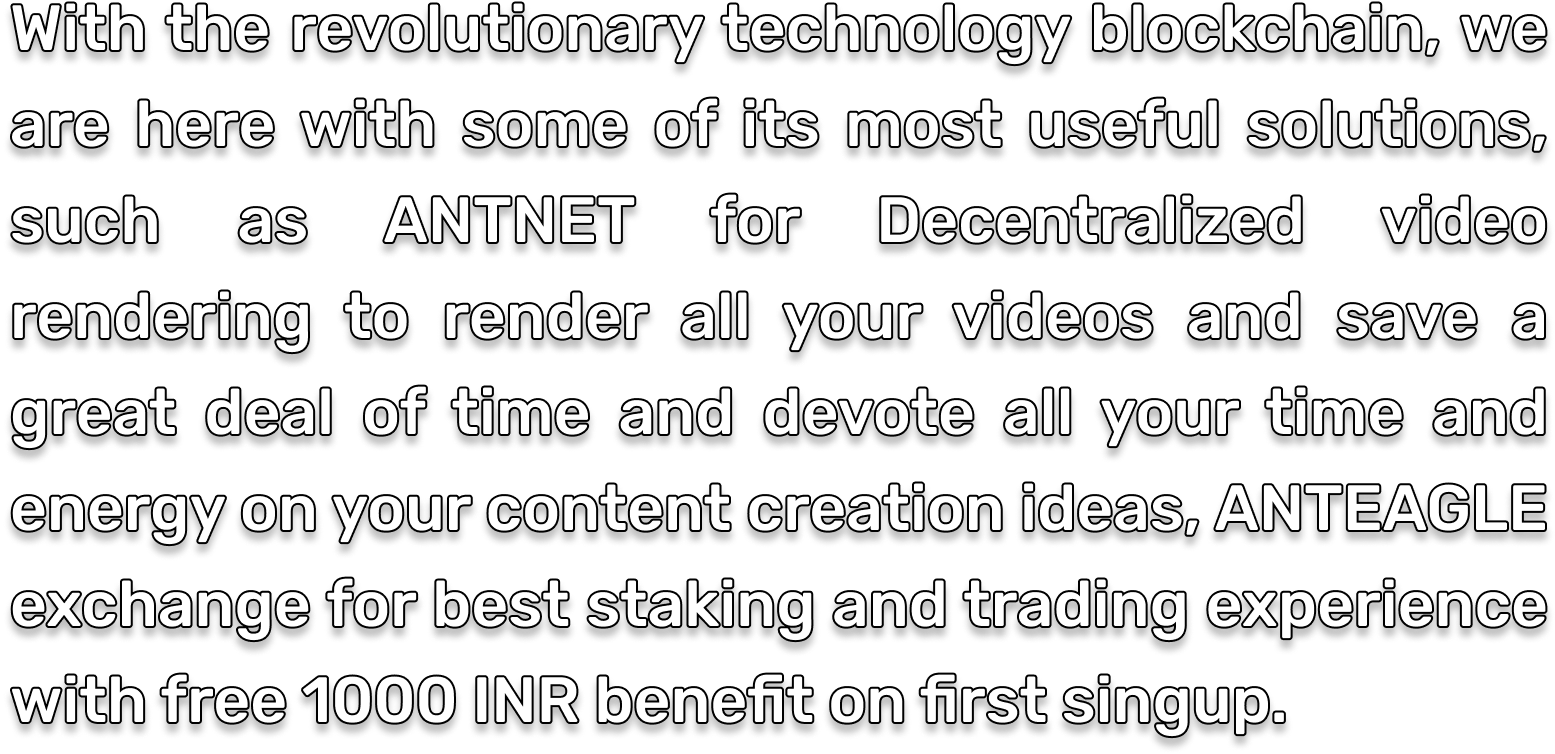 With the revolutionary technology blockchain, we
are here with some of its most useful solutions,
such as ANTNET for Decentralized video
rendering to render all your videos and save a
great deal of time and devote all your time and
energy on your content creation ideas, ANTEAGLE
exchange for best staking and trading experience
with free 1000 INR benefit on first singup.